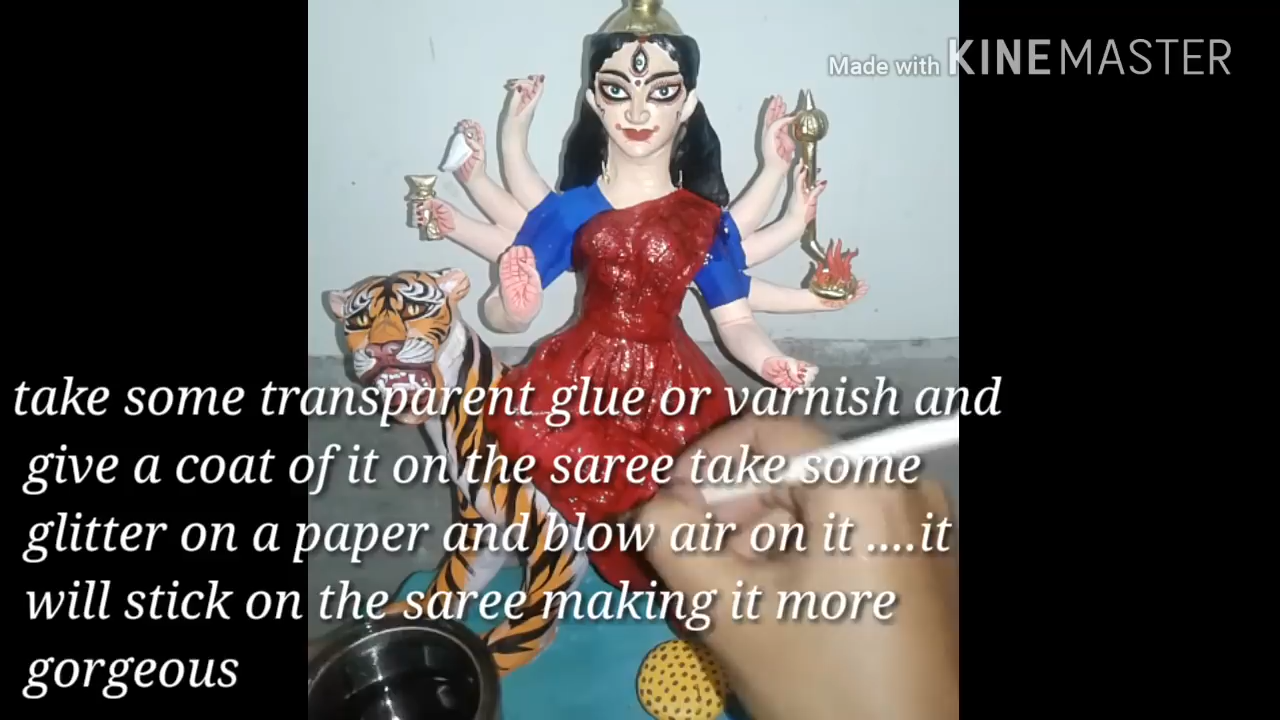 Made with KINEMASTER
take some transparent glue or varnish and
give a coat of it on the saree take some
glitter on a paper and blow air on it ....it
will stick on the saree making it more
gorgeous